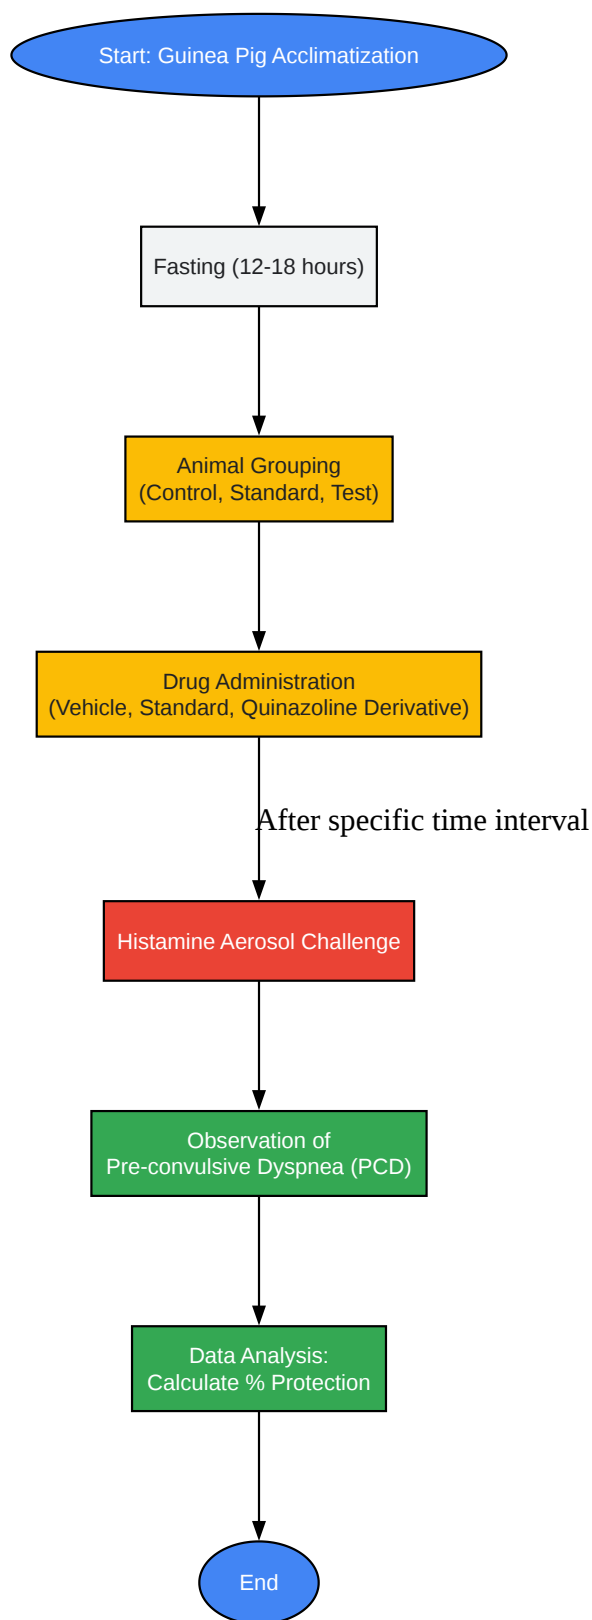 Start: Guinea Pig Acclimatization
Fasting (12-18 hours)
Animal Grouping
(Control, Standard, Test)
Drug Administration
(Vehicle, Standard, Quinazoline Derivative)
After specific time interval
Histamine Aerosol Challenge
Observation of
Pre-convulsive Dyspnea (PCD)
Data Analysis:
Calculate % Protection
End